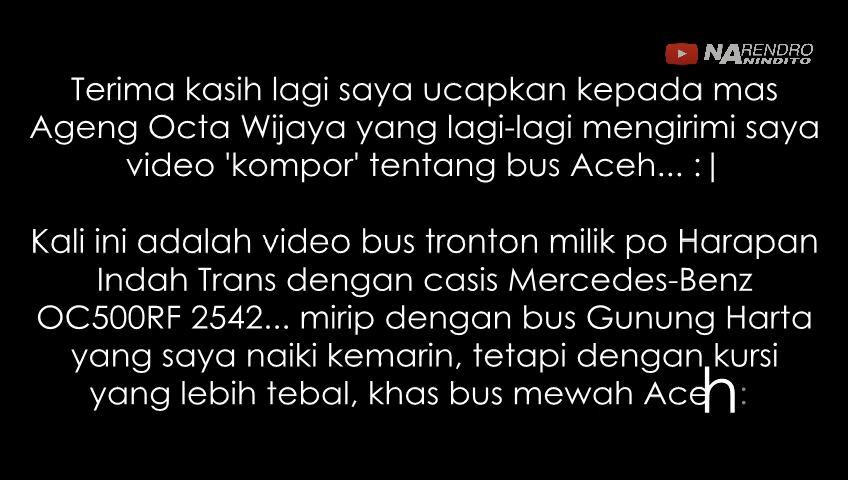 NARENDRO
NINDITO
Terima kasih lagi saya ucapkan kepada mas
Ageng Octa Wijaya yang lagi-lagi mengirimi saya
video 'kompor' tentang bus Aceh... :|
Kali ini adalah video bus tronton milik po Harapan
Indah Trans dengan casis Mercedes-Benz
OC500RF 2542... mirip dengan bus Gunung Harta
yang saya naiki kemarin, tetapi dengan kursi
yang lebih tebal, khas bus mewah Aceh :